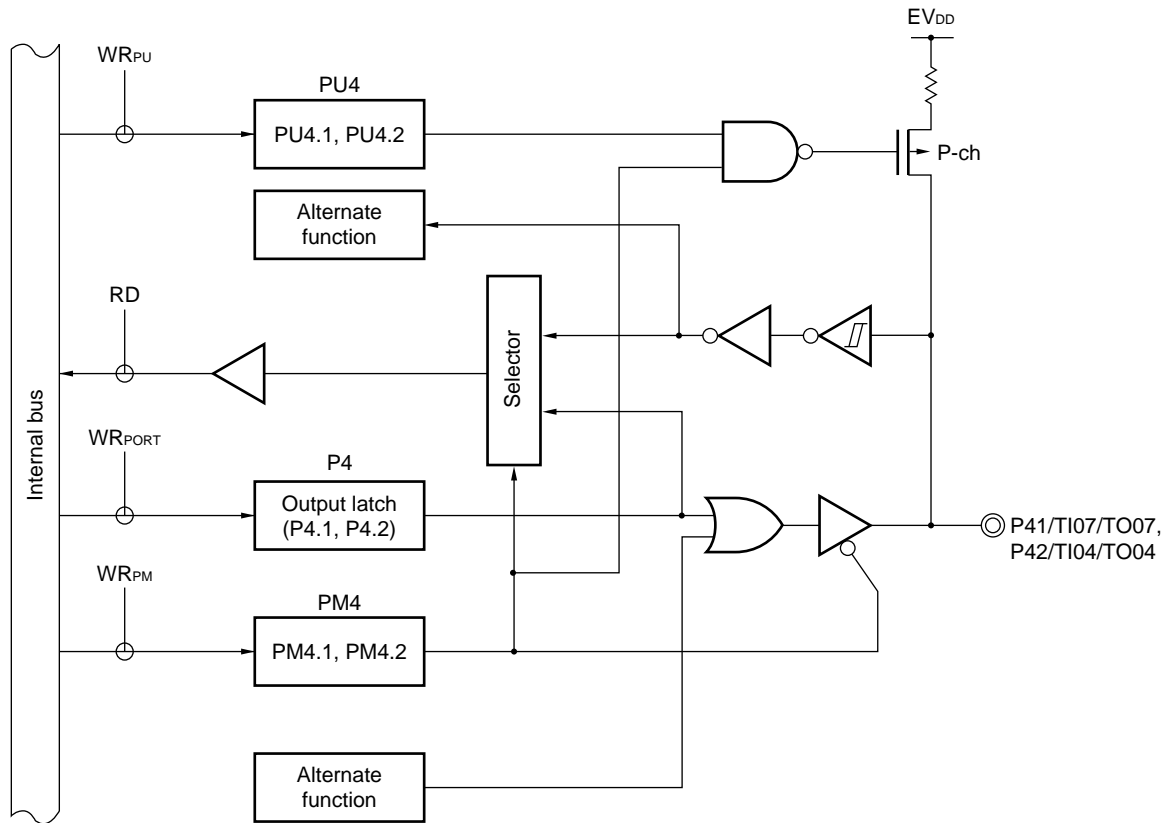 EVDD
WRPU
PU4
PU4.1, PU4.2
P-ch
Alternate
function
RD
Selector
Internal bus
WRPORT
P4
Output latch
(P4.1, P4.2)
P41/TI07/TO07,
P42/TI04/TO04
WRPM
PM4
PM4.1, PM4.2
Alternate
function